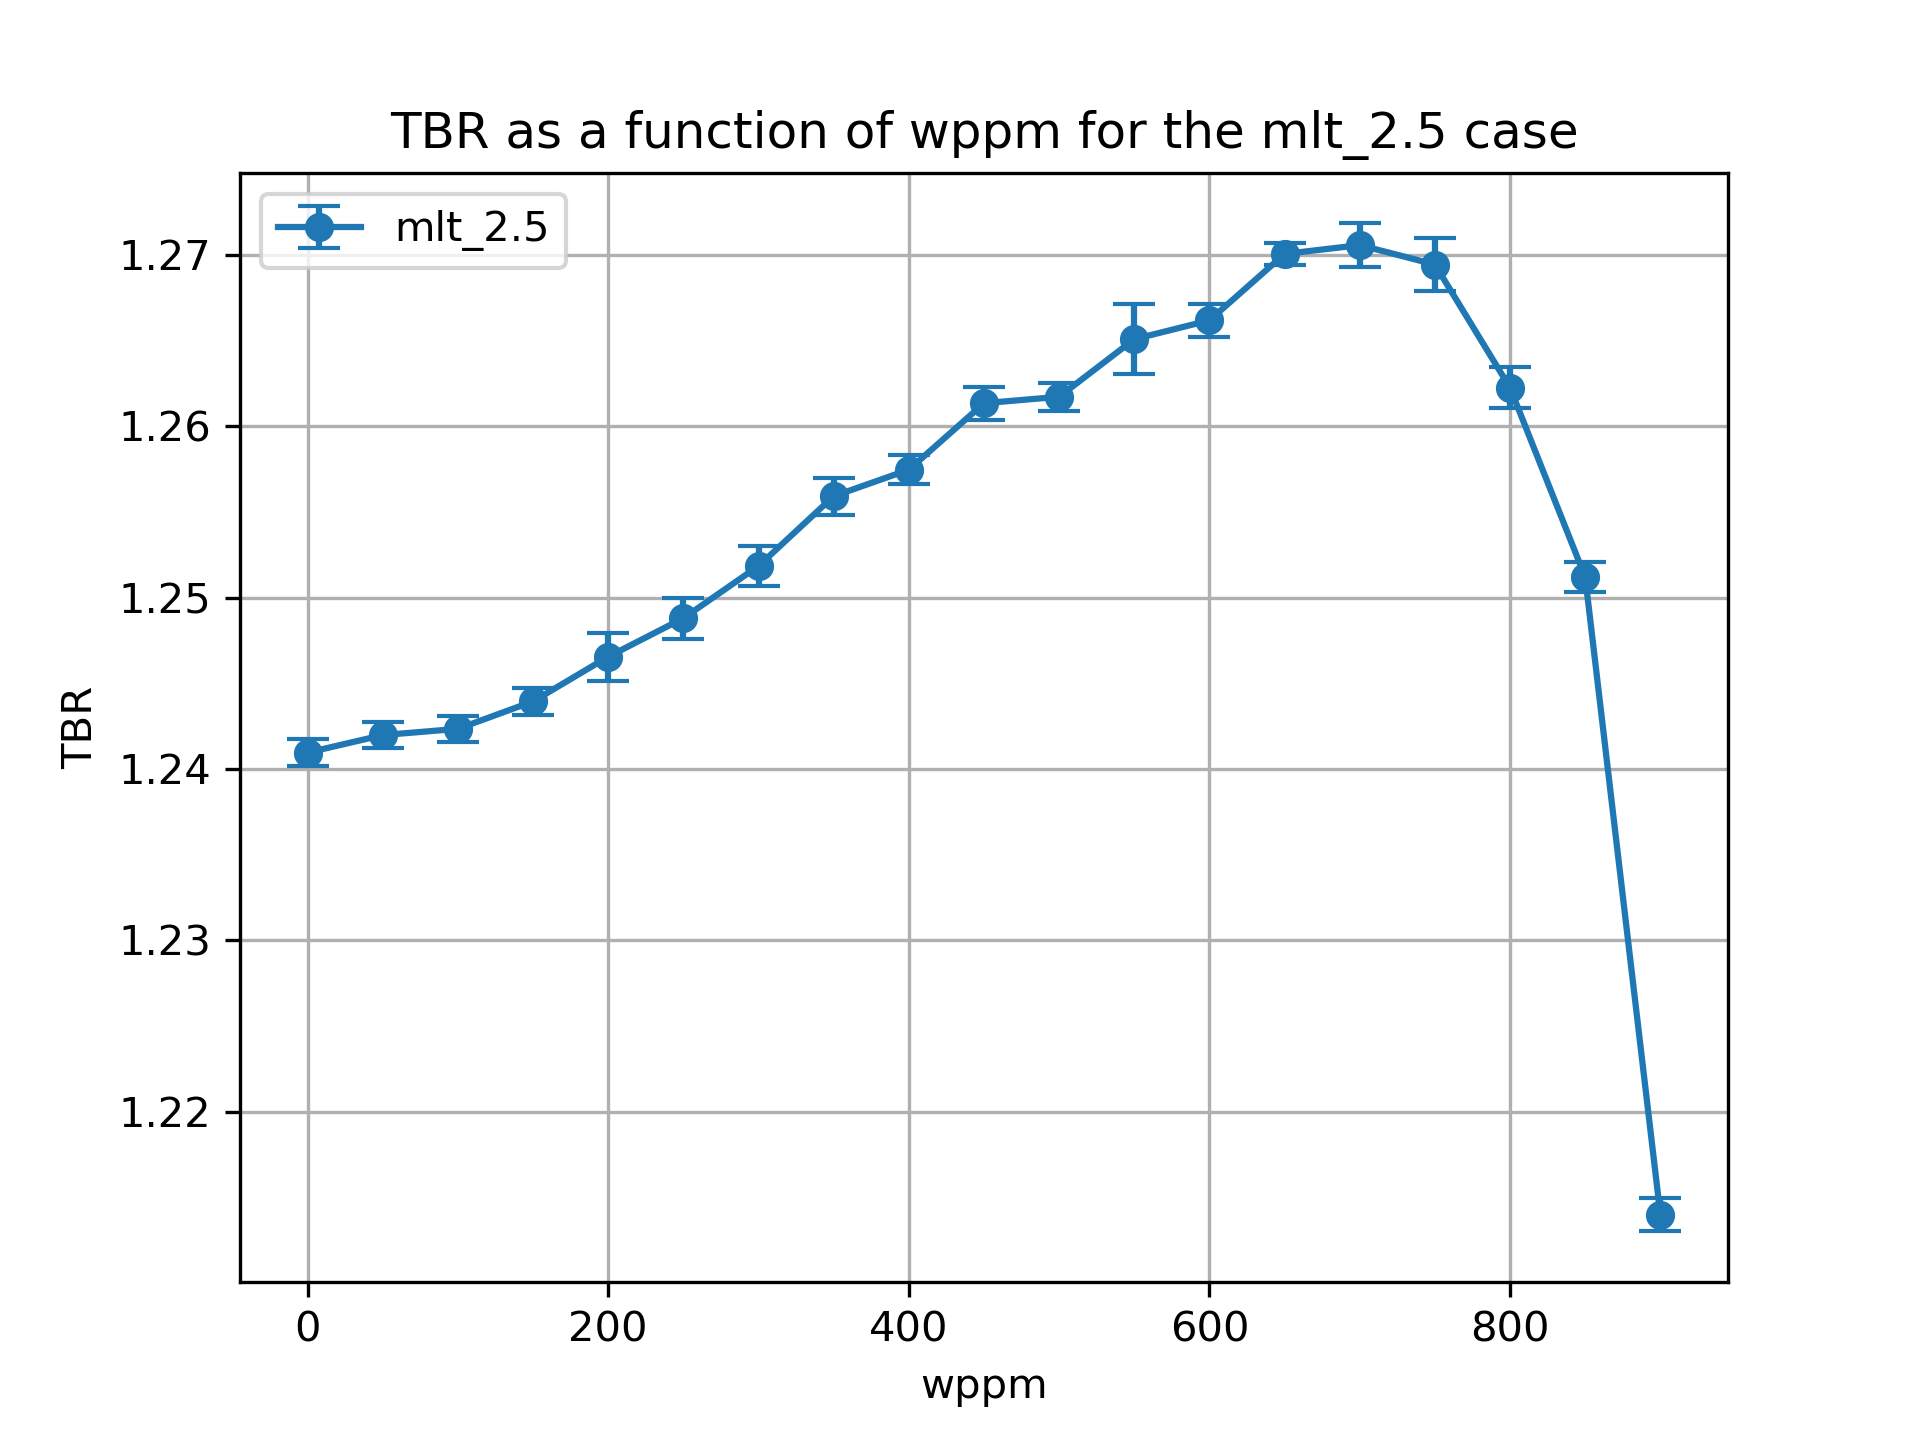 TBR as a function of wppm for the mlt_2.5 case
mlt_2.5
1.27
1.26
1.25
1.24
1.23
1.22
TBR
0 200 400 600 800
wppm